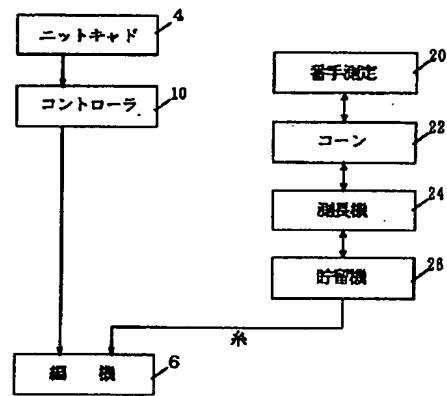 4
ニットキャド
10
コントローラ
20
番手測定
22
コーン
24
測長機
26
貯留機
糸
編 機
6